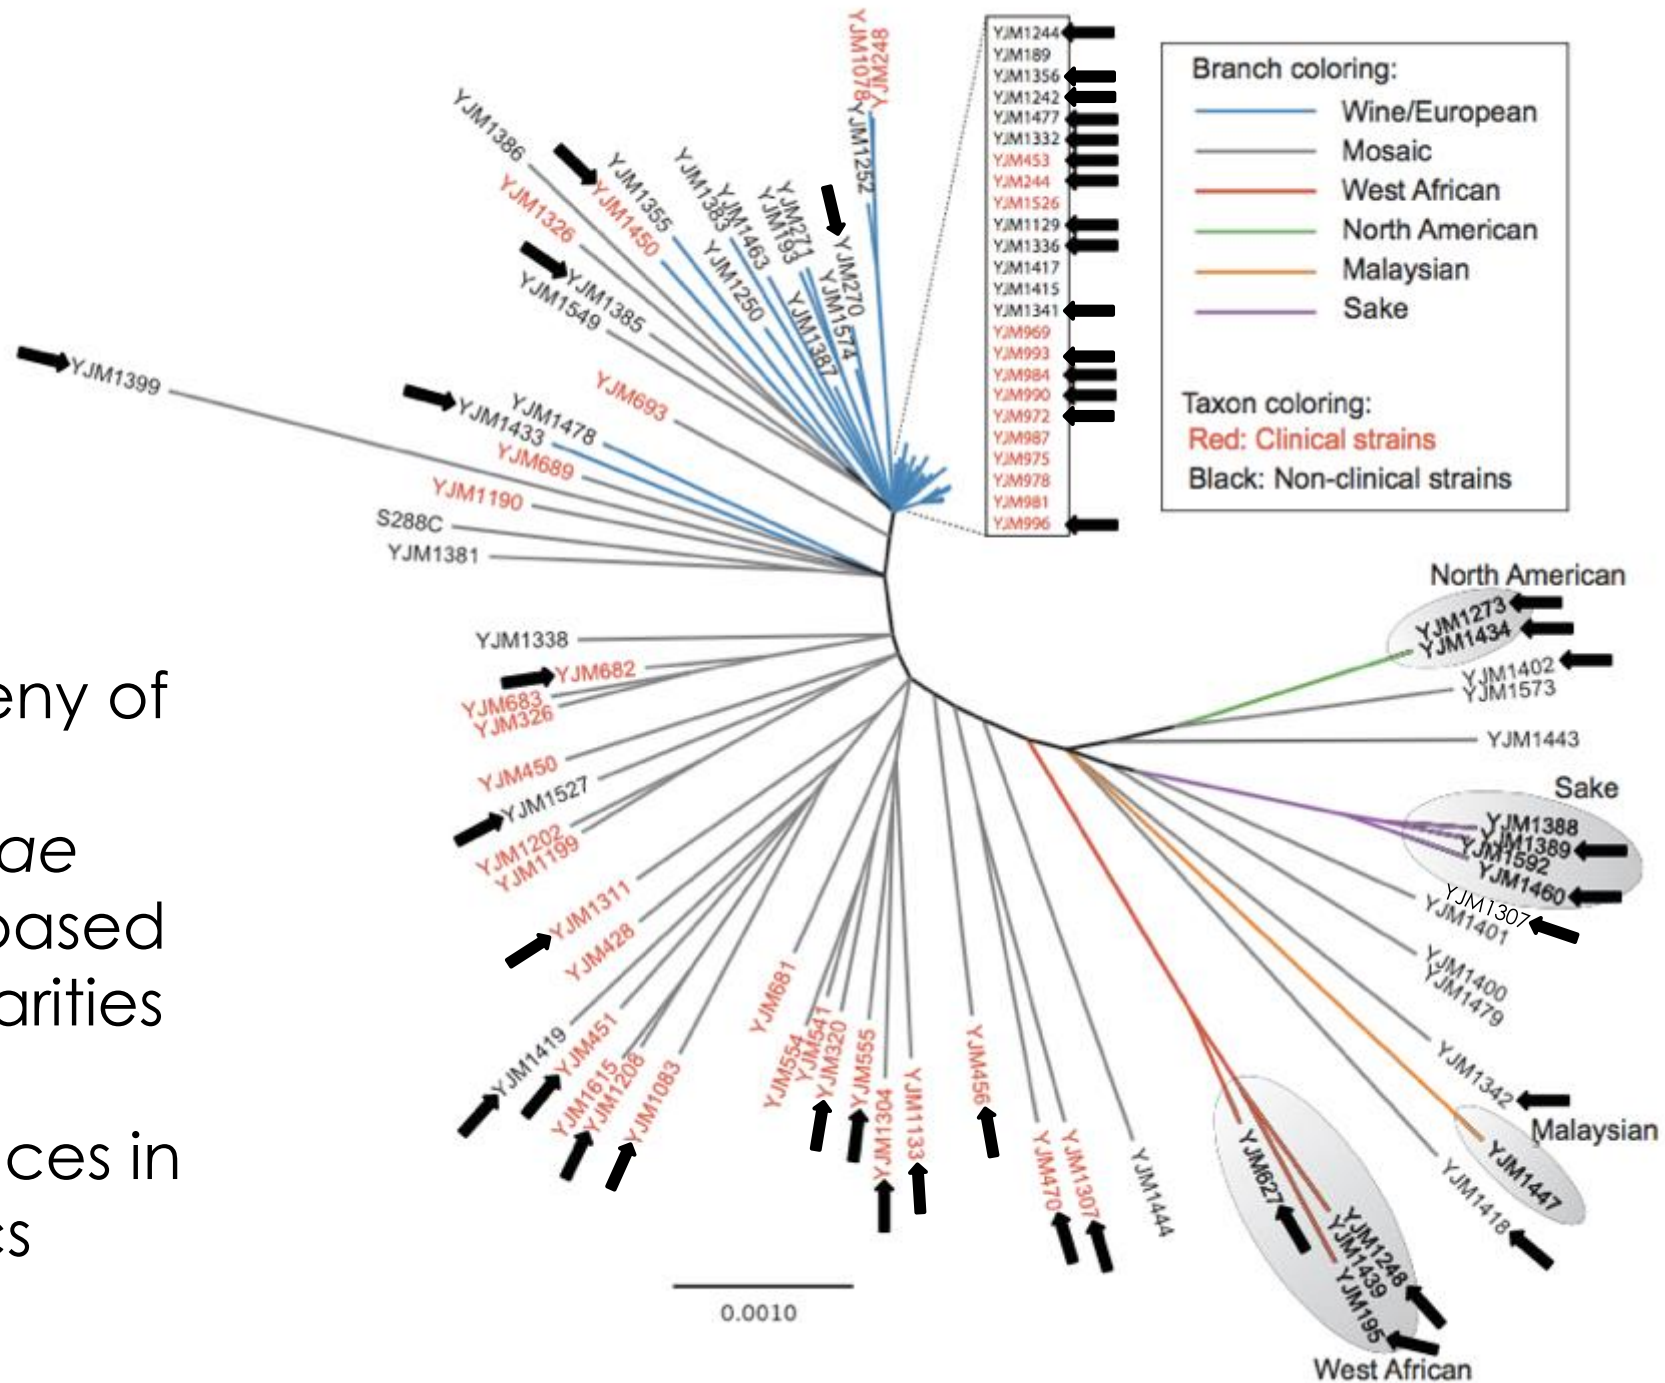 eny of
ae
based
arities
ces in
cs
YJM1078
YJM248
YJM1252
YJM1386
YJM1326
YJM1450
YJM1355
YJM1383
YJM1463
YJM193
YJM271
YJM270
YJM1574
YJM1387
YJM1250
YJM1385
YJM1549
YJM693
YJM1399
YJM1478
YJM1433
YJM689
YJM1190
S288C
YJM1381
YJM1338
YJM682
YJM683
YJM326
YJM450
YJM1527
YJM1202
YJM1199
YJM1311
YJM428
YJM1419
YJM451
YJM1615
YJM1208
YJM1083
YJM681
YJM554
YJM541
YJM320
YJM555
YJM1304
YJM1133
YJM456
YJM470
YJM1307
YJM1444
0.0010
YJM1244
YJM189
YJM1356
YJM1242
YJM1477
YJM1332
YJM453
YJM244
YJM1526
YJM1129
YJM1336
YJM1417
YJM1415
YJM1341
YJM969
YJM993
YJM984
YJM990
YJM972
YJM987
YJM975
YJM978
YJM981
YJM996
Branch coloring:
Wine/European
Mosaic
West African
North American
Malaysian
Sake
Taxon coloring:
Red: Clinical strains
Black: Non-clinical strains
North American
YJM1273
YJM1434
YJM1402
YJM1573
YJM1443
Sake
YJM1388
YJM1389
YJM1592
YJM1460
YJM1307
YJM1401
YJM1400
YJM1479
YJM1342
Malaysian
YJM1447
YJM1418
YJM627
YJM1248
YJM1439
YJM195
West African